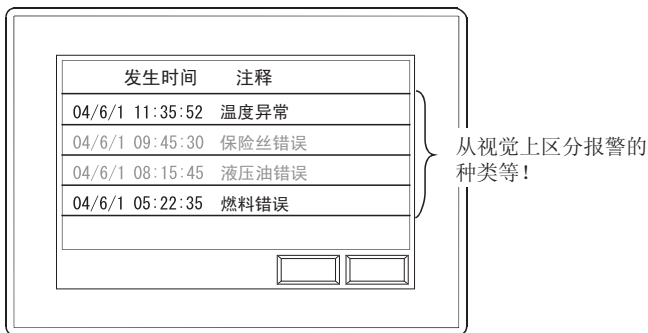 发生时间 注释
04/6/1 11:35:52 温度异常
04/6/1 09:45:30 保险丝错误
04/6/1 08:15:45 液压油错误
04/6/1 05:22:35 燃料错误
从视觉上区分报警的
种类等！